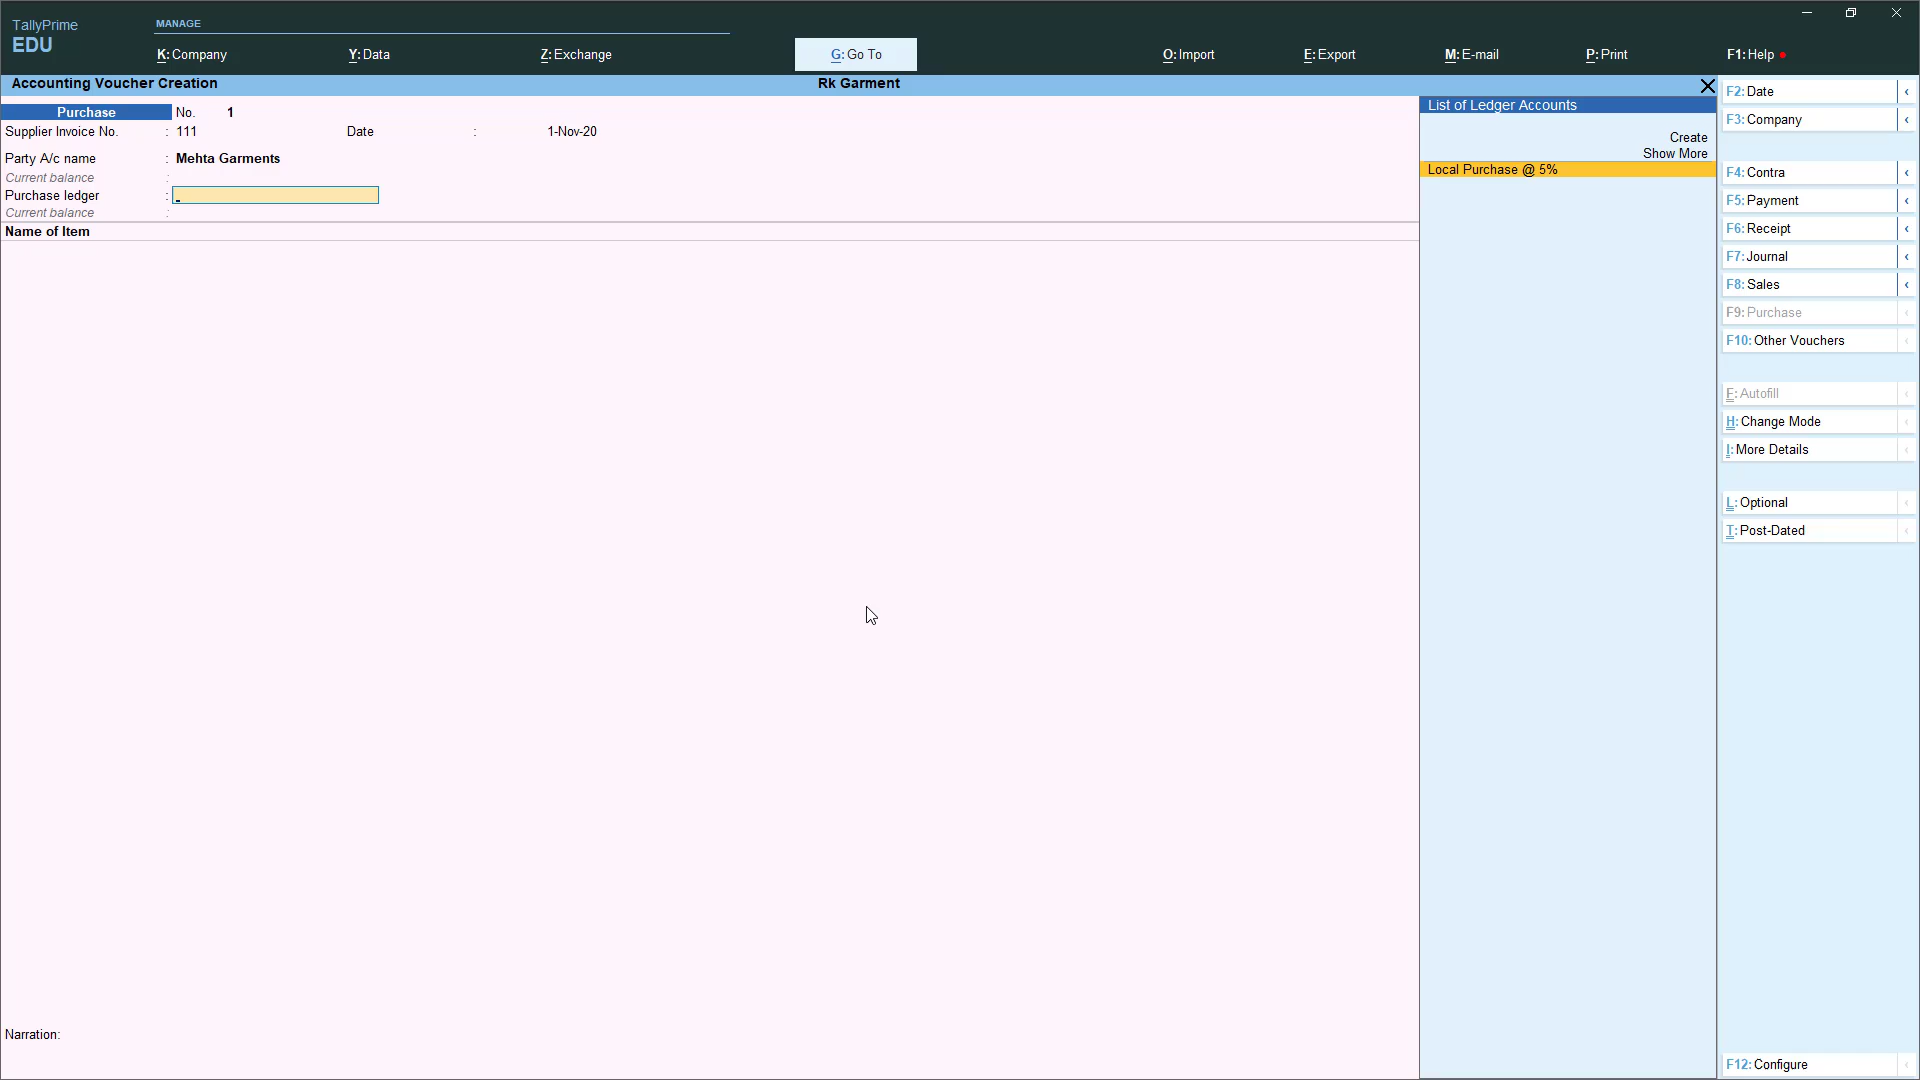 TallyPrime
EDU
MANAGE
K: Company
Y: Data
Z: Exchange
G: Go To
O: Import
E: Export
M: E-mail
P: Print
F1: Help
Accounting Voucher Creation
Rk Garment
Purchase No. 1
Supplier Invoice No. : 111 Date : 1-Nov-20
Party A/c name : Mehta Garments
Current balance :
Purchase ledger :
Current balance :
Name of Item
Narration:
List of Ledger Accounts
Create
Show More
Local Purchase @ 5%
F2: Date
F3: Company
F4: Contra
F5: Payment
F6: Receipt
F7: Journal
F8: Sales
F9: Purchase
F10: Other Vouchers
F: Autofill
H: Change Mode
I: More Details
L: Optional
T: Post-Dated
F12: Configure